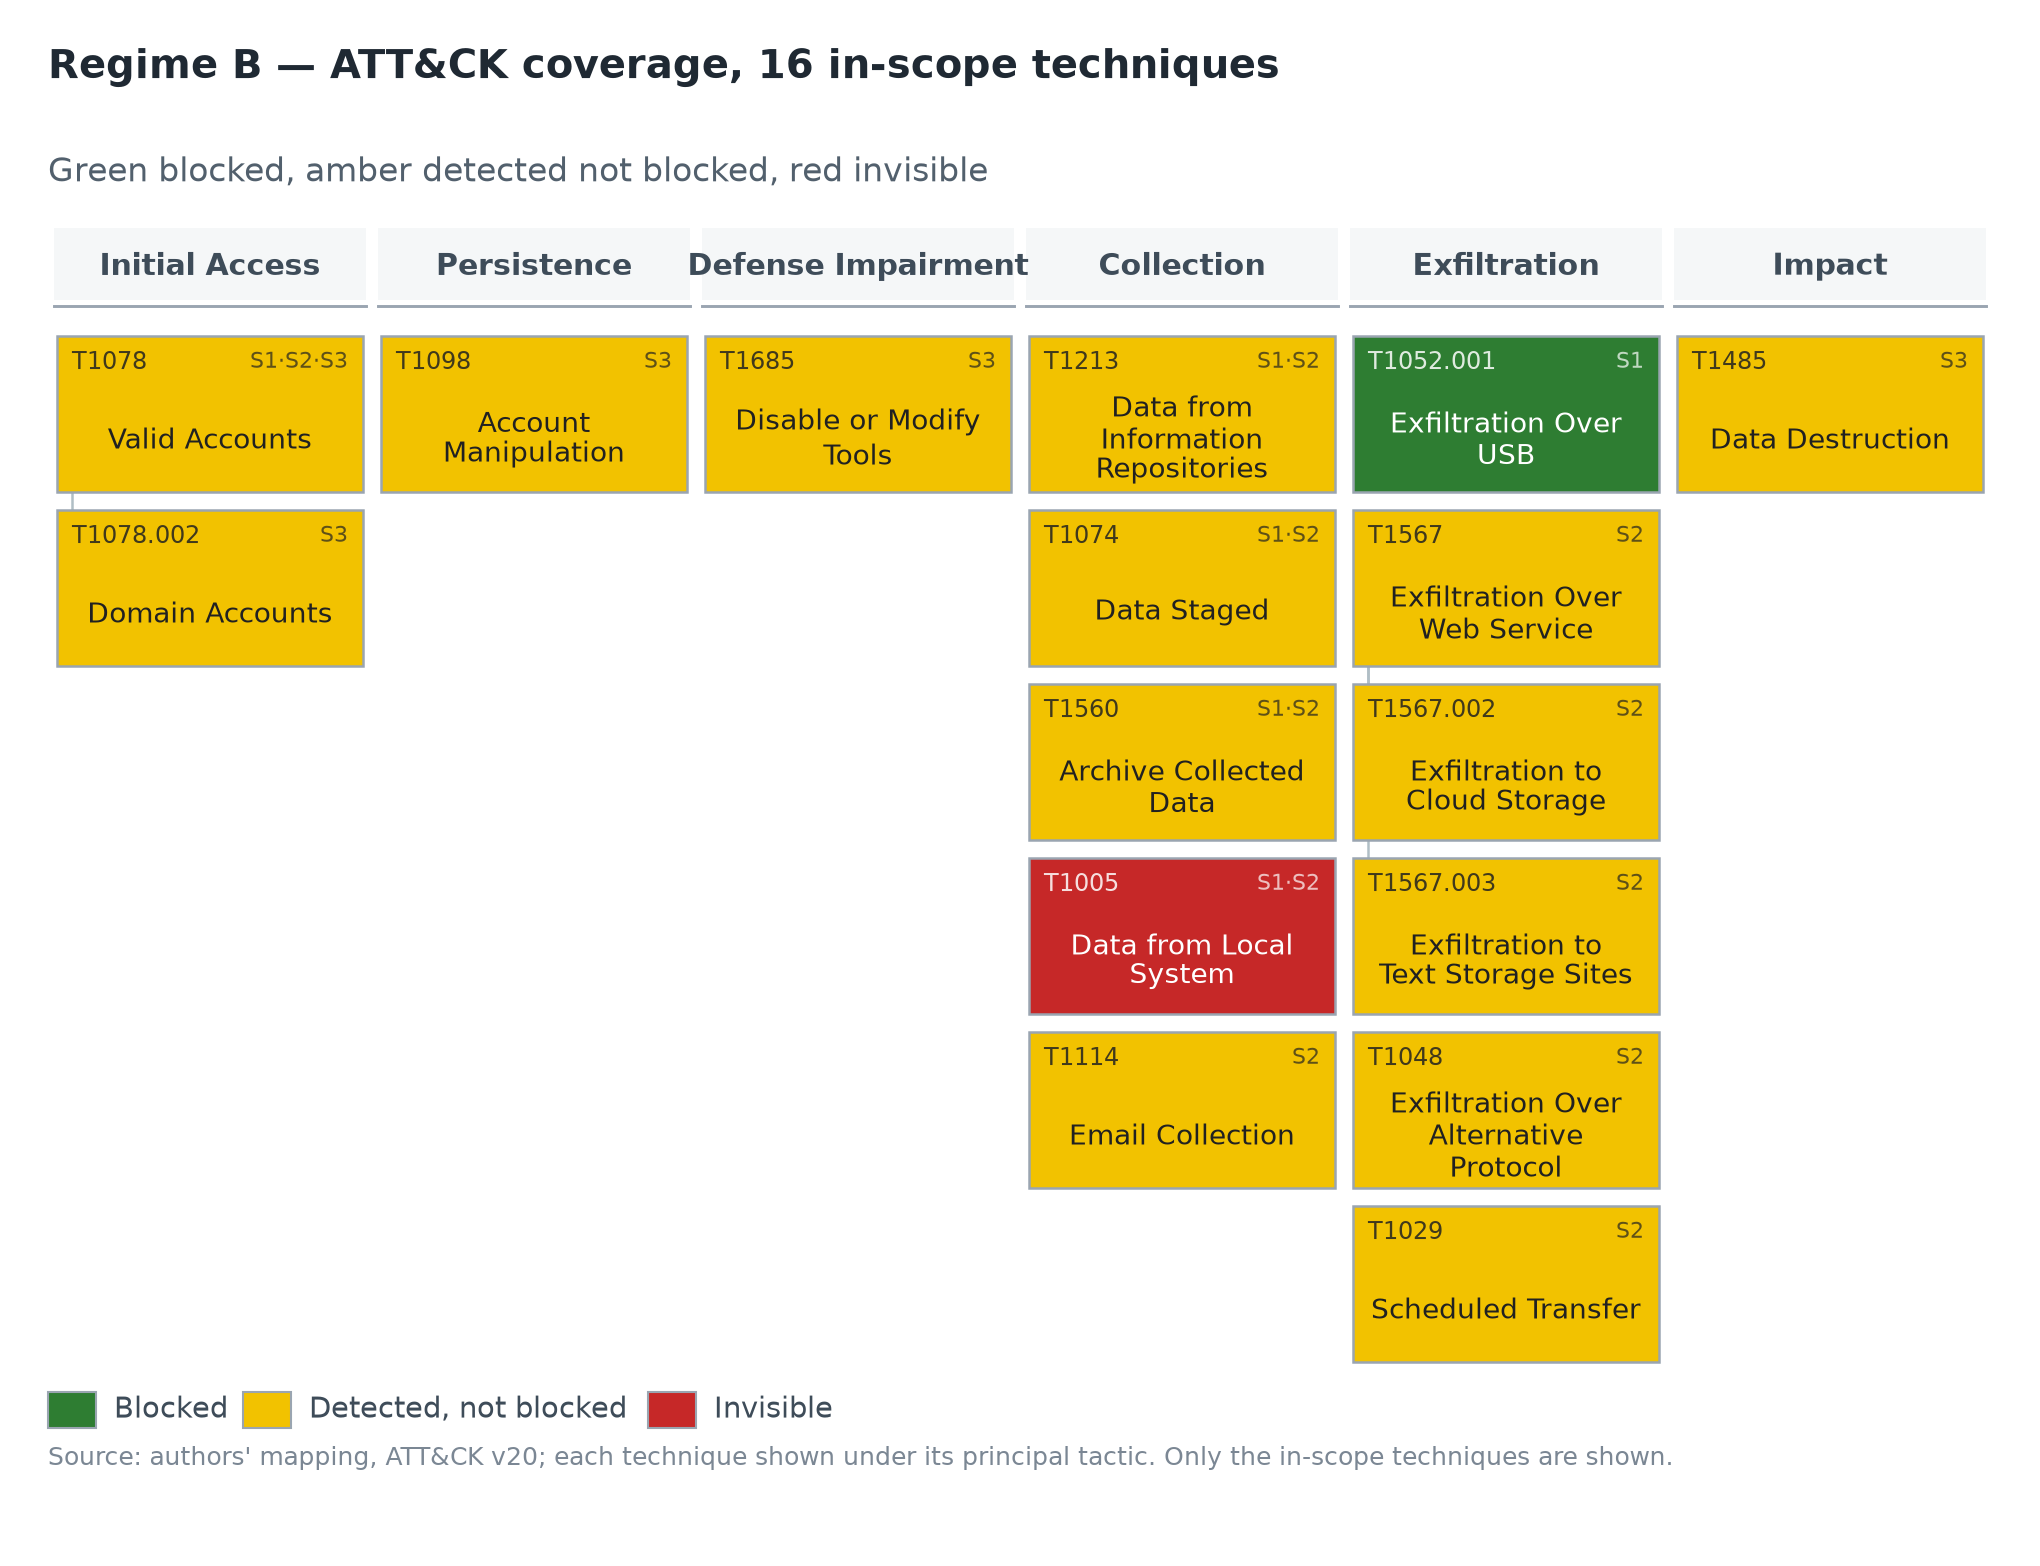 Regime B — ATT&CK coverage, 16 in-scope techniques
Green blocked, amber detected not blocked, red invisible
Initial Access
Persistence
Defense Impairment
Collection
Exfiltration
Impact
T1078 S1·S2·S3
Valid Accounts
T1078.002 S3
Domain Accounts
T1098 S3
Account
Manipulation
T1685 S3
Disable or Modify
Tools
T1213 S1·S2
Data from
Information
Repositories
T1074 S1·S2
Data Staged
T1560 S1·S2
Archive Collected
Data
T1005 S1·S2
Data from Local
System
T1114 S2
Email Collection
T1052.001 S1
Exfiltration Over
USB
T1567 S2
Exfiltration Over
Web Service
T1567.002 S2
Exfiltration to
Cloud Storage
T1567.003 S2
Exfiltration to
Text Storage Sites
T1048 S2
Exfiltration Over
Alternative
Protocol
T1029 S2
Scheduled Transfer
T1485 S3
Data Destruction
Blocked
Detected, not blocked
Invisible
Source: authors' mapping, ATT&CK v20; each technique shown under its principal tactic. Only the in-scope techniques are shown.